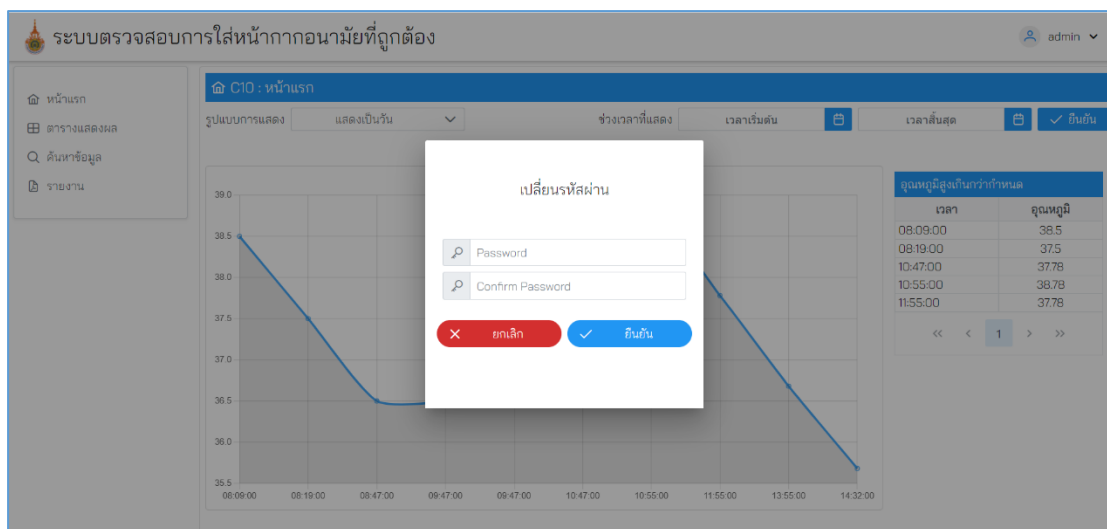 ระบบตรวจสอบการใส่หน้ากากอนามัยที่ถูกต้อง
admin
หน้าแรก
ตารางแสดงผล
ค้นหาข้อมูล
รายงาน
C10 : หน้าแรก
รูปแบบการแสดง แสดงเป็นวัน ช่วงเวลาที่แสดง เวลาเริ่มต้น เวลาสิ้นสุด ยืนยัน
เปลี่ยนรหัสผ่าน
Password
Confirm Password
ยกเลิก ยืนยัน
39.0
38.5
38.0
37.5
37.0
36.5
36.0
35.5
08:09:00 08:19:00 08:47:00 09:47:00 09:47:00 10:47:00 10:55:00 11:55:00 13:55:00 14:32:00
อุณหภูมิสูงเกินกว่ากำหนด
เวลา อุณหภูมิ
08:09:00 38.5
08:19:00 37.5
10:47:00 37.78
10:55:00 38.78
11:55:00 37.78
<< < 1 > >>